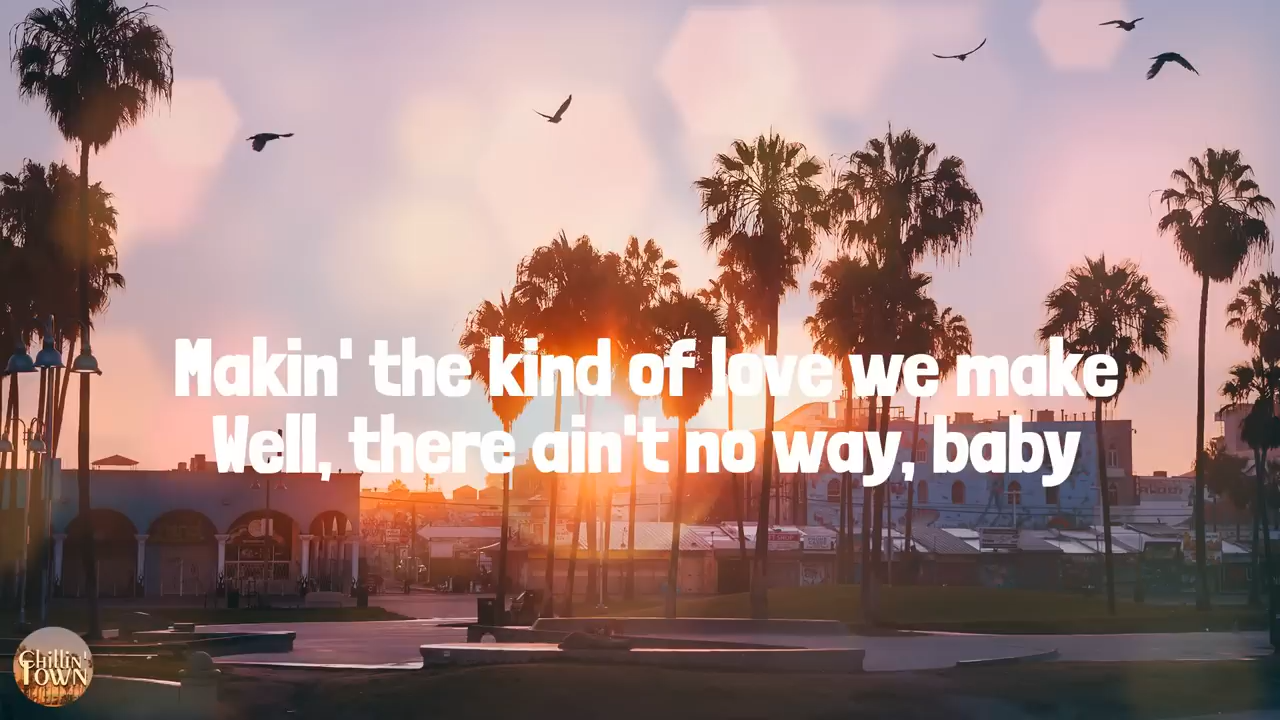 Makin' the kind of love we make
Well, there ain't no way, baby
Chillin'
Town